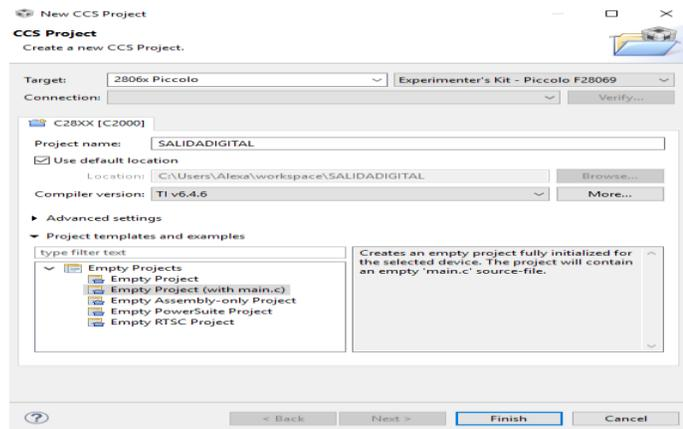 New CCS Project
CCS Project
Create a new CCS Project.
Target: 2806x Piccolo Experimenter's Kit - Piccolo F28069
Connection: Verify...
C28XX [C2000]
Project name: SALIDADIGITAL
Use default location
Location: C:\Users\Alexa\workspace\SALIDADIGITAL Browse...
Compiler version: TI v6.4.6 More...
Advanced settings
Project templates and examples
type filter text
Empty Projects
Empty Project
Empty Project (with main.c)
Empty Assembly-only Project
Empty PowerSuite Project
Empty RTSC Project
Creates an empty project fully initialized for
the selected device. The project will contain
an empty 'main.c' source-file.
? < Back Next > Finish Cancel